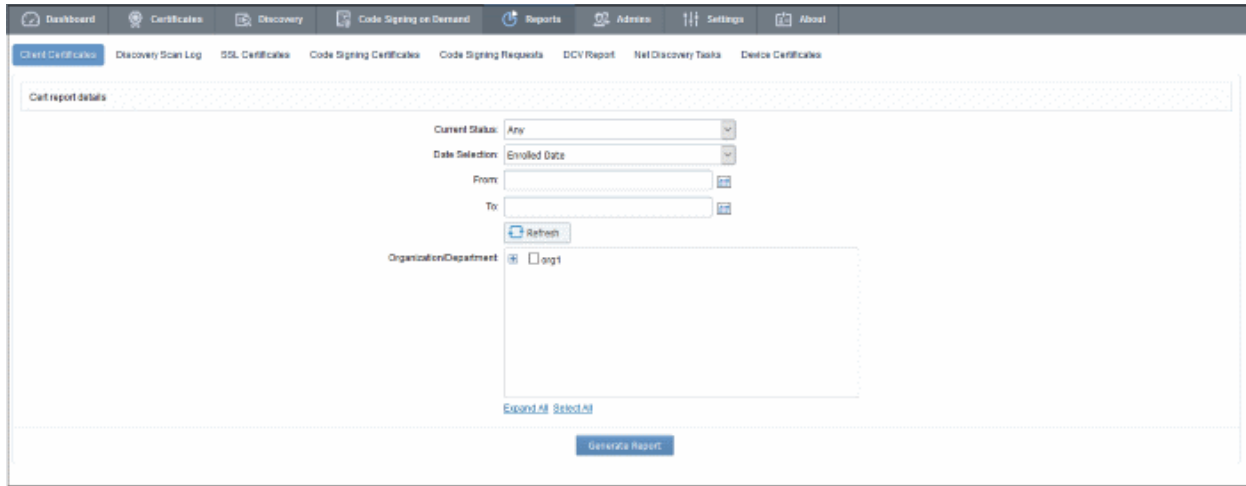 Dashboard Certificates Discovery Code Signing on Demand Reports Admins Settings About
Client Certificates Discovery Scan Log SSL Certificates Code Signing Certificates Code Signing Requests DCV Report Net Discovery Tasks Device Certificates
Cert report details
Current Status: Any
Date Selection: Enrolled Date
From:
To:
Refresh
Organization/Department: org1
Expand All Select All
Generate Report